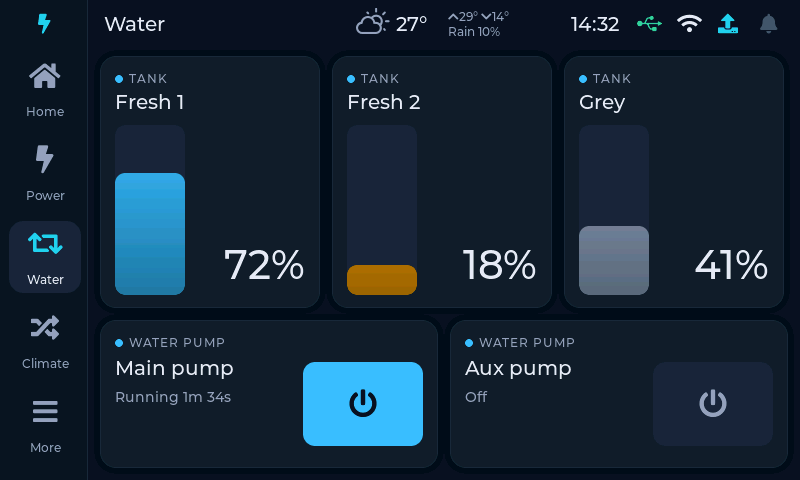 Water
27°
29° 14°
Rain 10%
14:32
Home
Power
Water
Climate
More
TANK
Fresh 1
72%
TANK
Fresh 2
18%
TANK
Grey
41%
WATER PUMP
Main pump
Running 1m 34s
WATER PUMP
Aux pump
Off